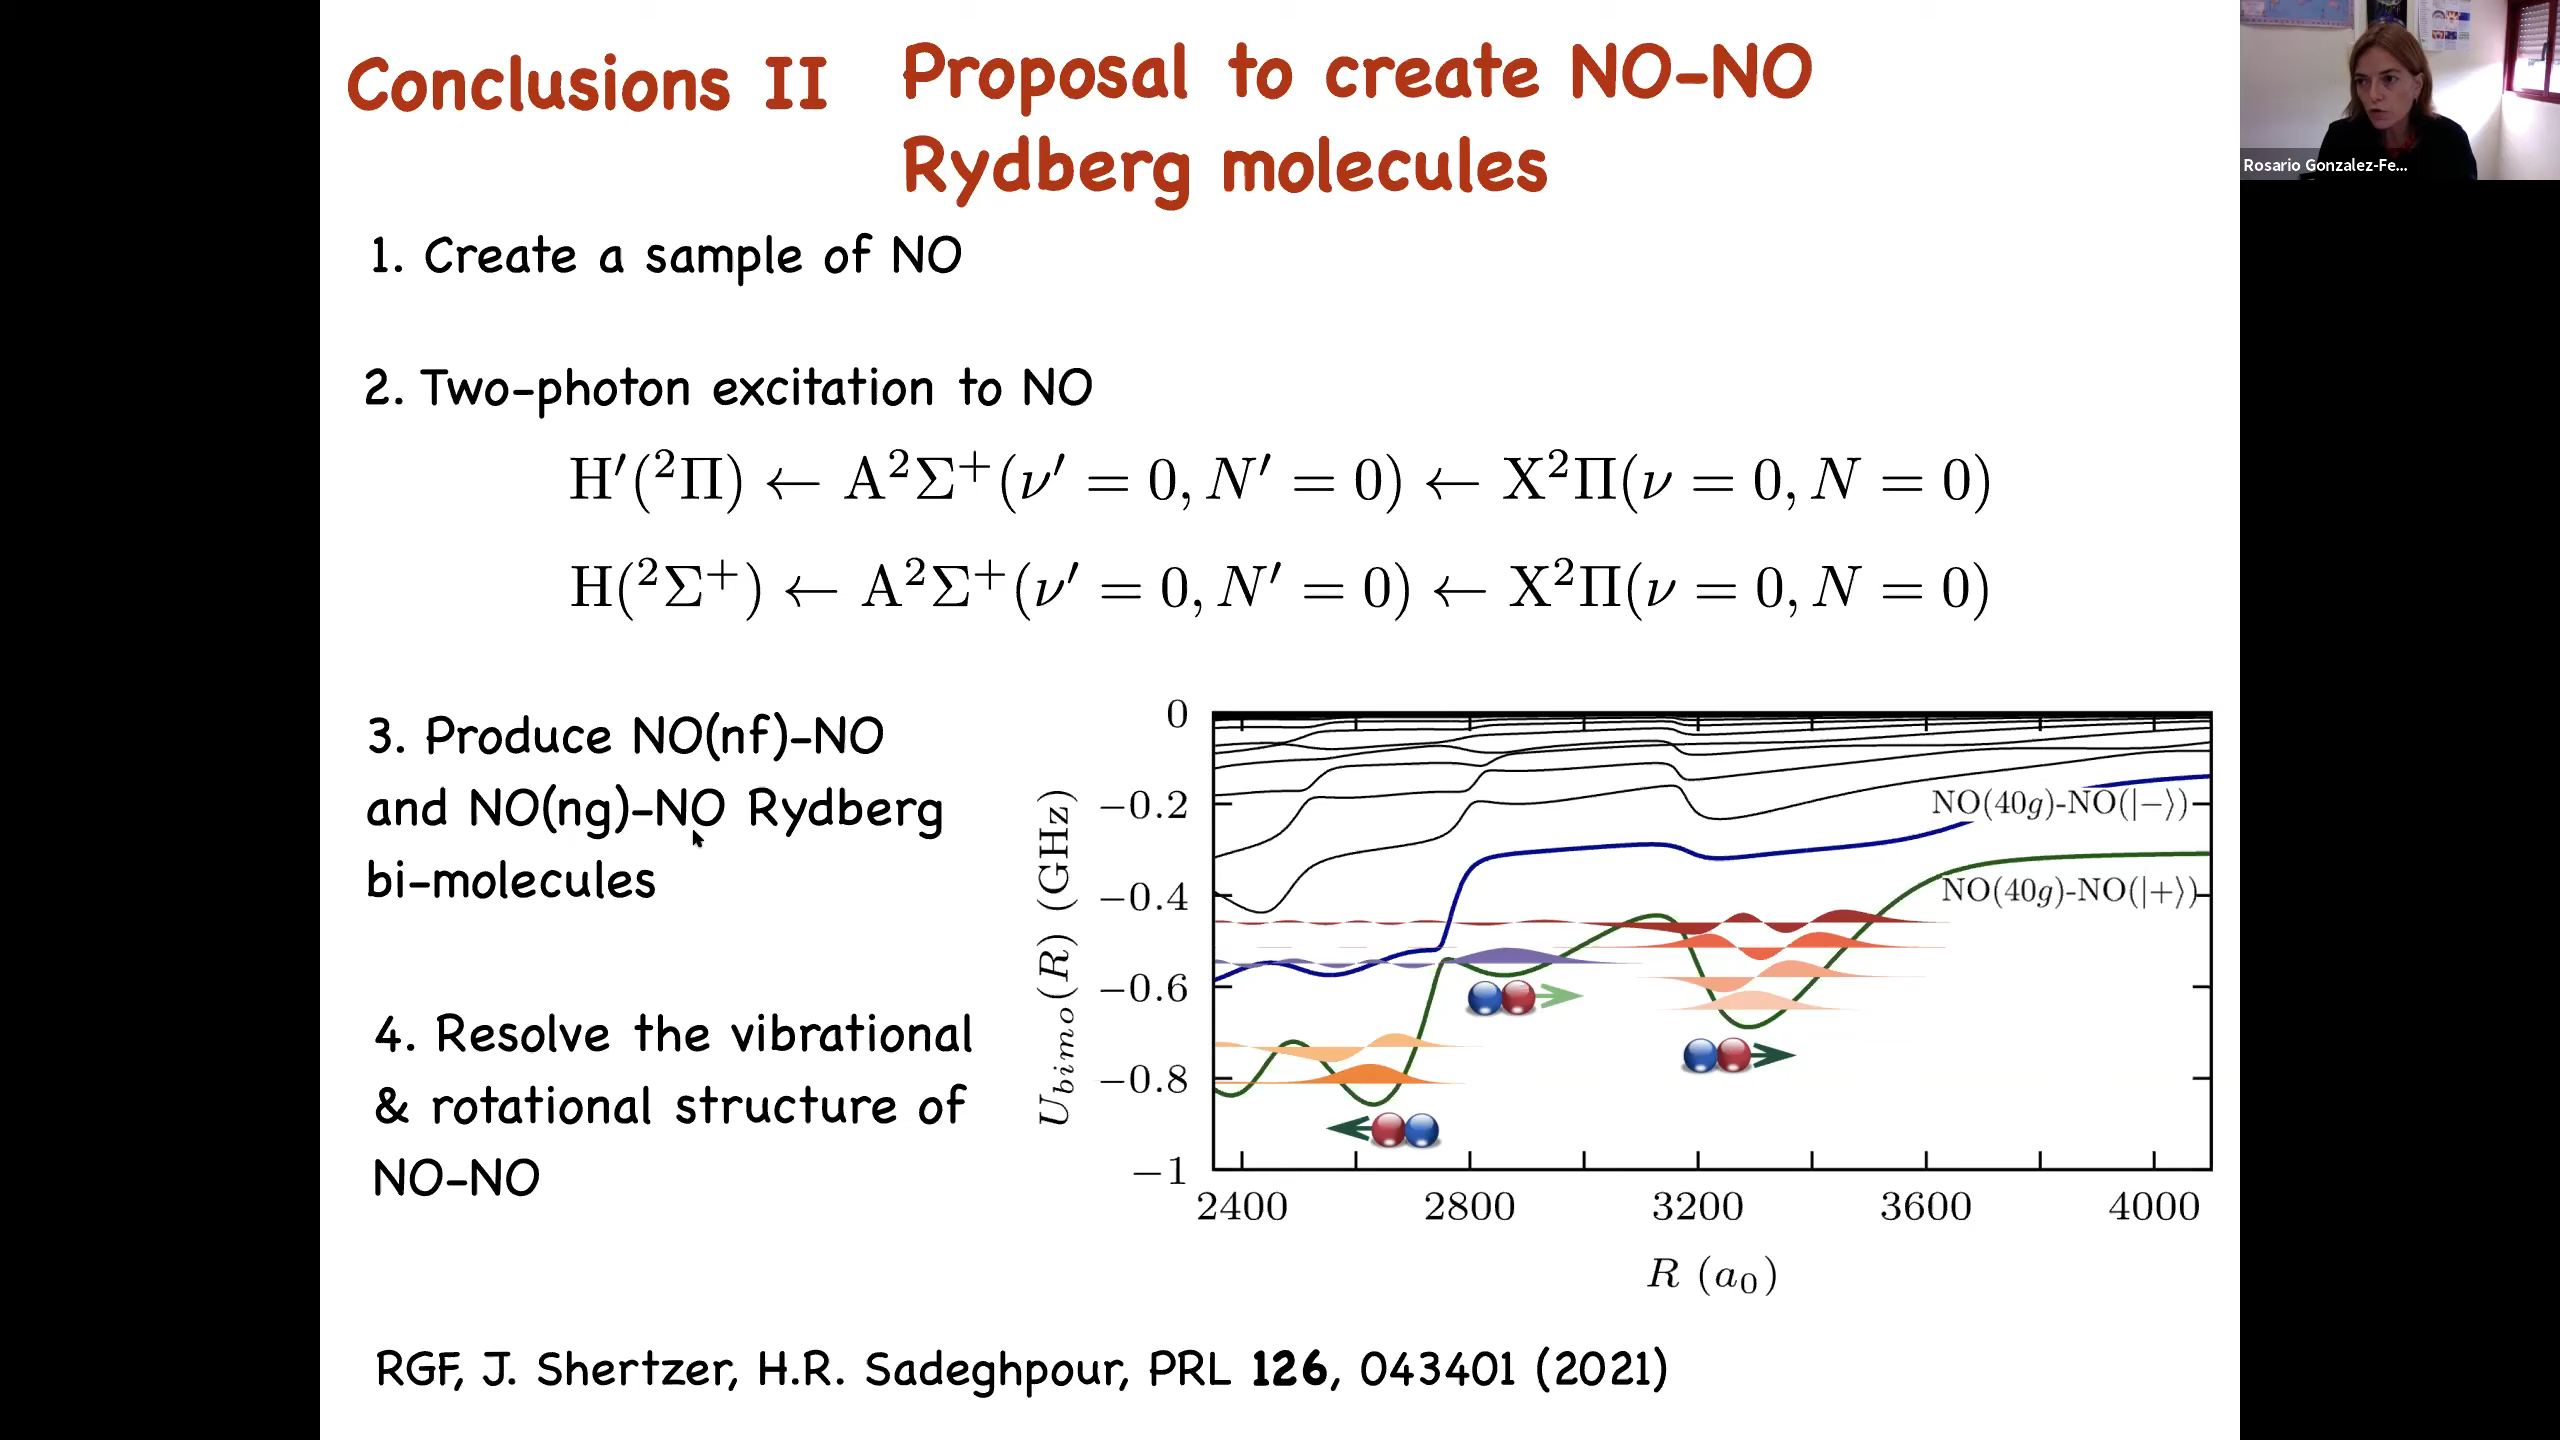 Conclusions II
Proposal to create NO-NO
Rydberg molecules
1. Create a sample of NO
2. Two-photon excitation to NO
H′(²Π) ← A²Σ⁺(ν′ = 0, N′ = 0) ← X²Π(ν = 0, N = 0)
H(²Σ⁺) ← A²Σ⁺(ν′ = 0, N′ = 0) ← X²Π(ν = 0, N = 0)
3. Produce NO(nf)-NO
and NO(ng)-NO Rydberg
bi-molecules
4. Resolve the vibrational
& rotational structure of
NO-NO
U_bimo(R) (GHz)
0
−0.2
−0.4
−0.6
−0.8
−1
NO(40g)-NO(|−⟩)
NO(40g)-NO(|+⟩)
2400 2800 3200 3600 4000
R (a₀)
RGF, J. Shertzer, H.R. Sadeghpour, PRL 126, 043401 (2021)
Rosario Gonzalez-Fe...